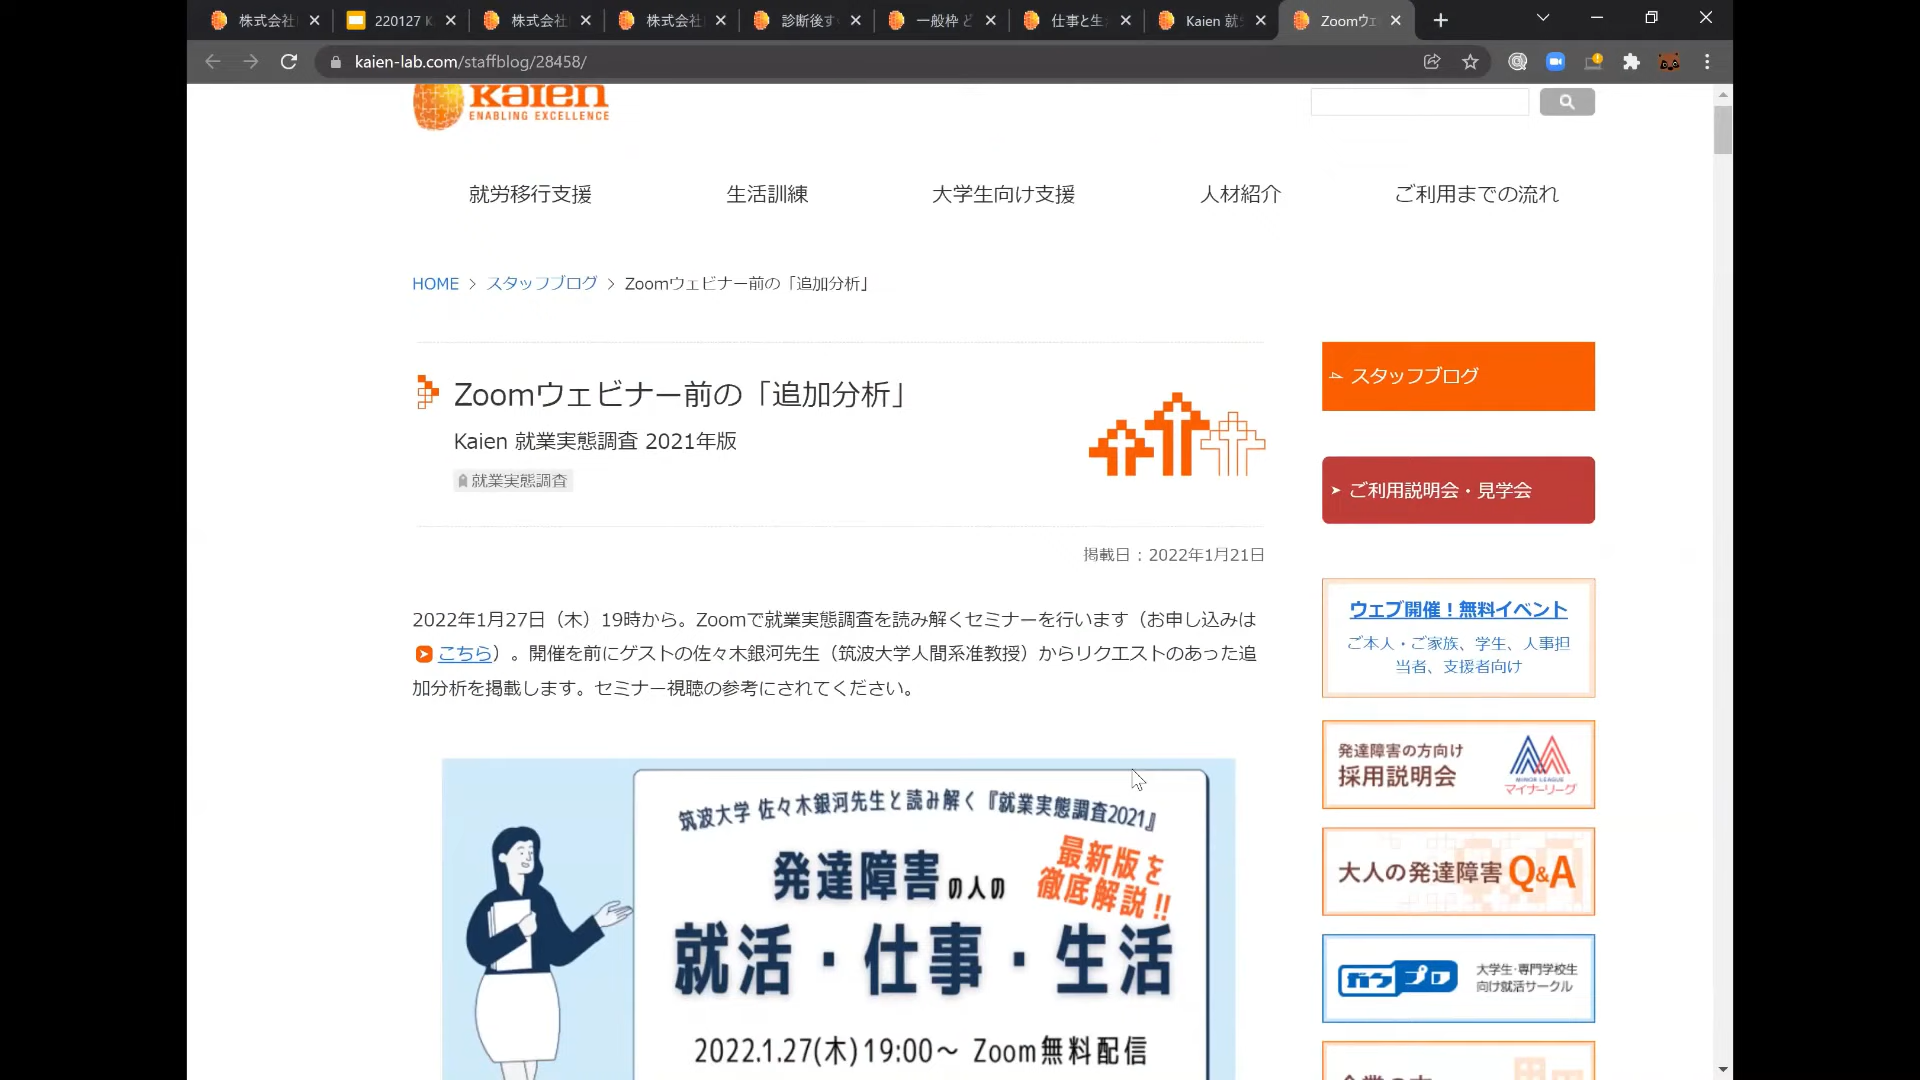 株式会社
220127 K
株式会社
株式会社
診断後す
一般枠 ど
仕事と生
Kaien 就
Zoomウェ
kaien-lab.com/staffblog/28458/
Kaien
ENABLING EXCELLENCE
就労移行支援
生活訓練
大学生向け支援
人材紹介
ご利用までの流れ
HOME > スタッフブログ > Zoomウェビナー前の「追加分析」
Zoomウェビナー前の「追加分析」
Kaien 就業実態調査 2021年版
就業実態調査
掲載日：2022年1月21日
2022年1月27日（木）19時から。Zoomで就業実態調査を読み解くセミナーを行います（お申し込みは
こちら）。開催を前にゲストの佐々木銀河先生（筑波大学人間系准教授）からリクエストのあった追
加分析を掲載します。セミナー視聴の参考にされてください。
筑波大学 佐々木銀河先生と読み解く『就業実態調査2021』
発達障害の人の
最新版を
徹底解説!!
就活・仕事・生活
2022.1.27(木)19:00〜 Zoom無料配信
スタッフブログ
ご利用説明会・見学会
ウェブ開催！無料イベント
ご本人・ご家族、学生、人事担
当者、支援者向け
発達障害の方向け
採用説明会
MINOR LEAGUE
マイナーリーグ
大人の発達障害 Q&A
ガクプロ
大学生・専門学校生
向け就活サークル